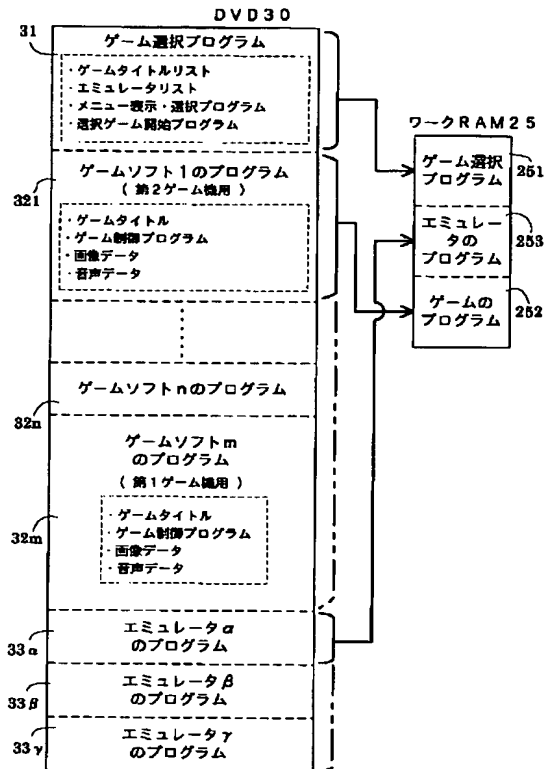 DVD30
31
ゲーム選択プログラム
・ゲームタイトルリスト
・エミュレータリスト
・メニュー表示・選択プログラム
・選択ゲーム開始プログラム
321
ゲームソフト1のプログラム
(第2ゲーム機用)
・ゲームタイトル
・ゲーム制御プログラム
・画像データ
・音声データ
ゲームソフトnのプログラム
32n
ゲームソフトm
のプログラム
(第1ゲーム機用)
・ゲームタイトル
・ゲーム制御プログラム
・画像データ
・音声データ
32m
エミュレータα
のプログラム
33α
エミュレータβ
のプログラム
33β
エミュレータγ
のプログラム
33γ
ワークRAM25
ゲーム選択
プログラム
251
エミュレー
タの
プログラム
253
ゲームの
プログラム
252